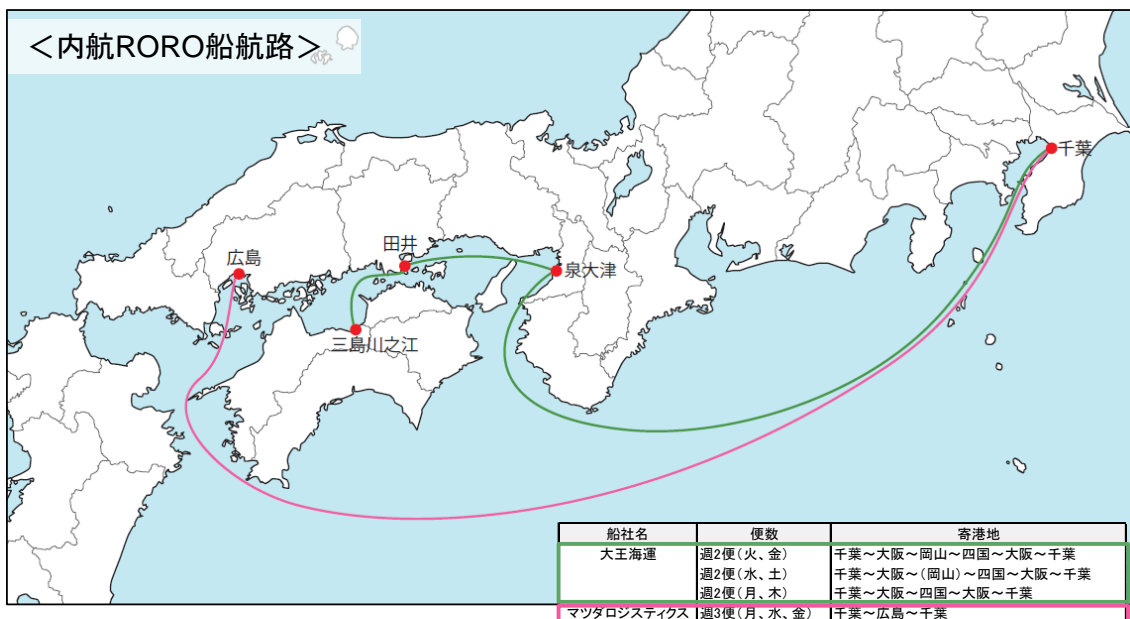 ＜内航RORO船航路＞
千葉
田井
広島
泉大津
三島川之江
船社名 便数 寄港地
大王海運 週2便(火、金) 千葉～大阪～岡山～四国～大阪～千葉
週2便(水、土) 千葉～大阪～(岡山)～四国～大阪～千葉
週2便(月、木) 千葉～大阪～四国～大阪～千葉
マツダロジスティクス 週3便(月、水、金) 千葉～広島～千葉